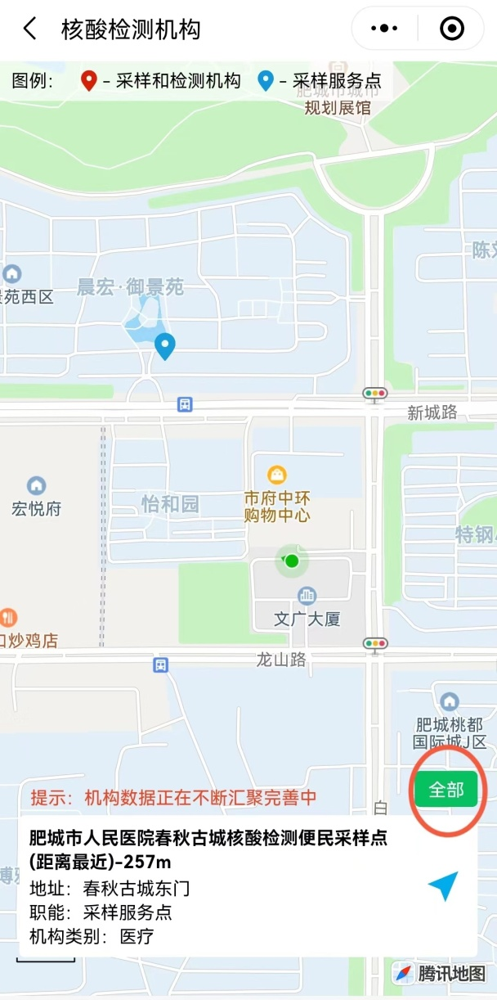 核酸检测机构
图例： - 采样和检测机构 - 采样服务点
肥城市城市
规划展馆
晨宏·御景苑
景苑西区
新城路
宏悦府
怡和园
市府中环
购物中心
特钢
文广大厦
口炒鸡店
龙山路
肥城桃都
国际城J区
全部
提示：机构数据正在不断汇聚完善中
白
肥城市人民医院春秋古城核酸检测便民采样点
(距离最近)-257m
地址：春秋古城东门
职能：采样服务点
机构类别：医疗
腾讯地图